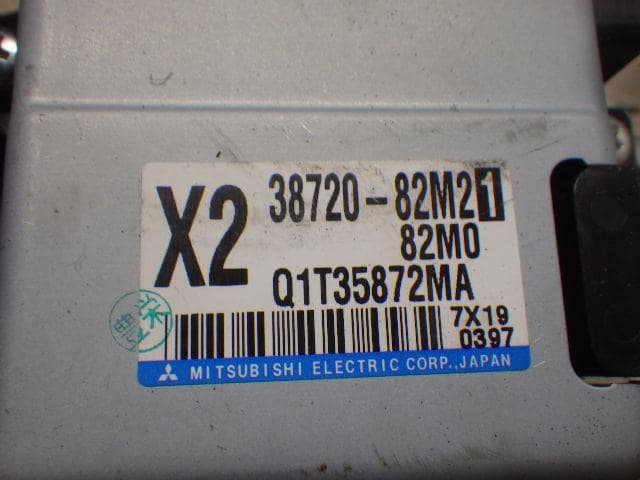 X2
38720-82M21
82M0
Q1T35872MA
7X19
0397
MITSUBISHI ELECTRIC CORP.,JAPAN